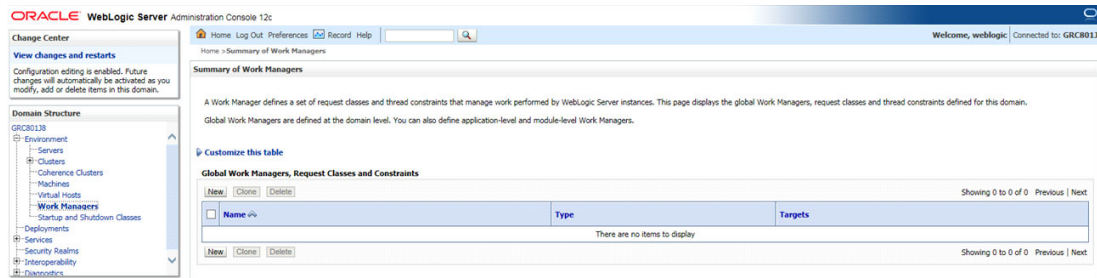 ORACLE WebLogic Server Administration Console 12c
Change Center
View changes and restarts
Configuration editing is enabled. Future
changes will automatically be activated as you
modify, add or delete items in this domain.
Domain Structure
GRC801J8
Environment
Servers
Clusters
Coherence Clusters
Machines
Virtual Hosts
Work Managers
Startup and Shutdown Classes
Deployments
Services
Security Realms
Interoperability
Diagnostics
Home Log Out Preferences Record Help
Welcome, weblogic Connected to: GRC801J
Home >Summary of Work Managers
Summary of Work Managers
A Work Manager defines a set of request classes and thread constraints that manage work performed by WebLogic Server instances. This page displays the global Work Managers, request classes and thread constraints defined for this domain.
Global Work Managers are defined at the domain level. You can also define application-level and module-level Work Managers.
Customize this table
Global Work Managers, Request Classes and Constraints
New Clone Delete Showing 0 to 0 of 0 Previous | Next
Name Type Targets
There are no items to display
New Clone Delete Showing 0 to 0 of 0 Previous | Next